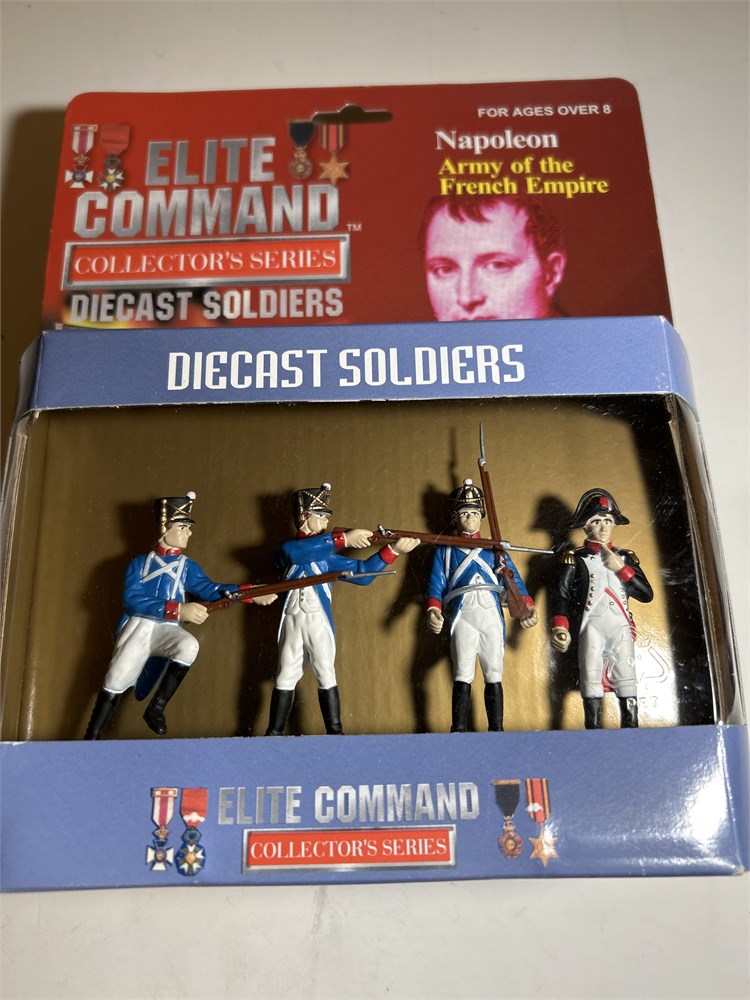 FOR AGES OVER 8
ELITE
COMMAND™
COLLECTOR'S SERIES
DIECAST SOLDIERS
Napoleon
Army of the
French Empire
DIECAST SOLDIERS
ELITE COMMAND
COLLECTOR'S SERIES